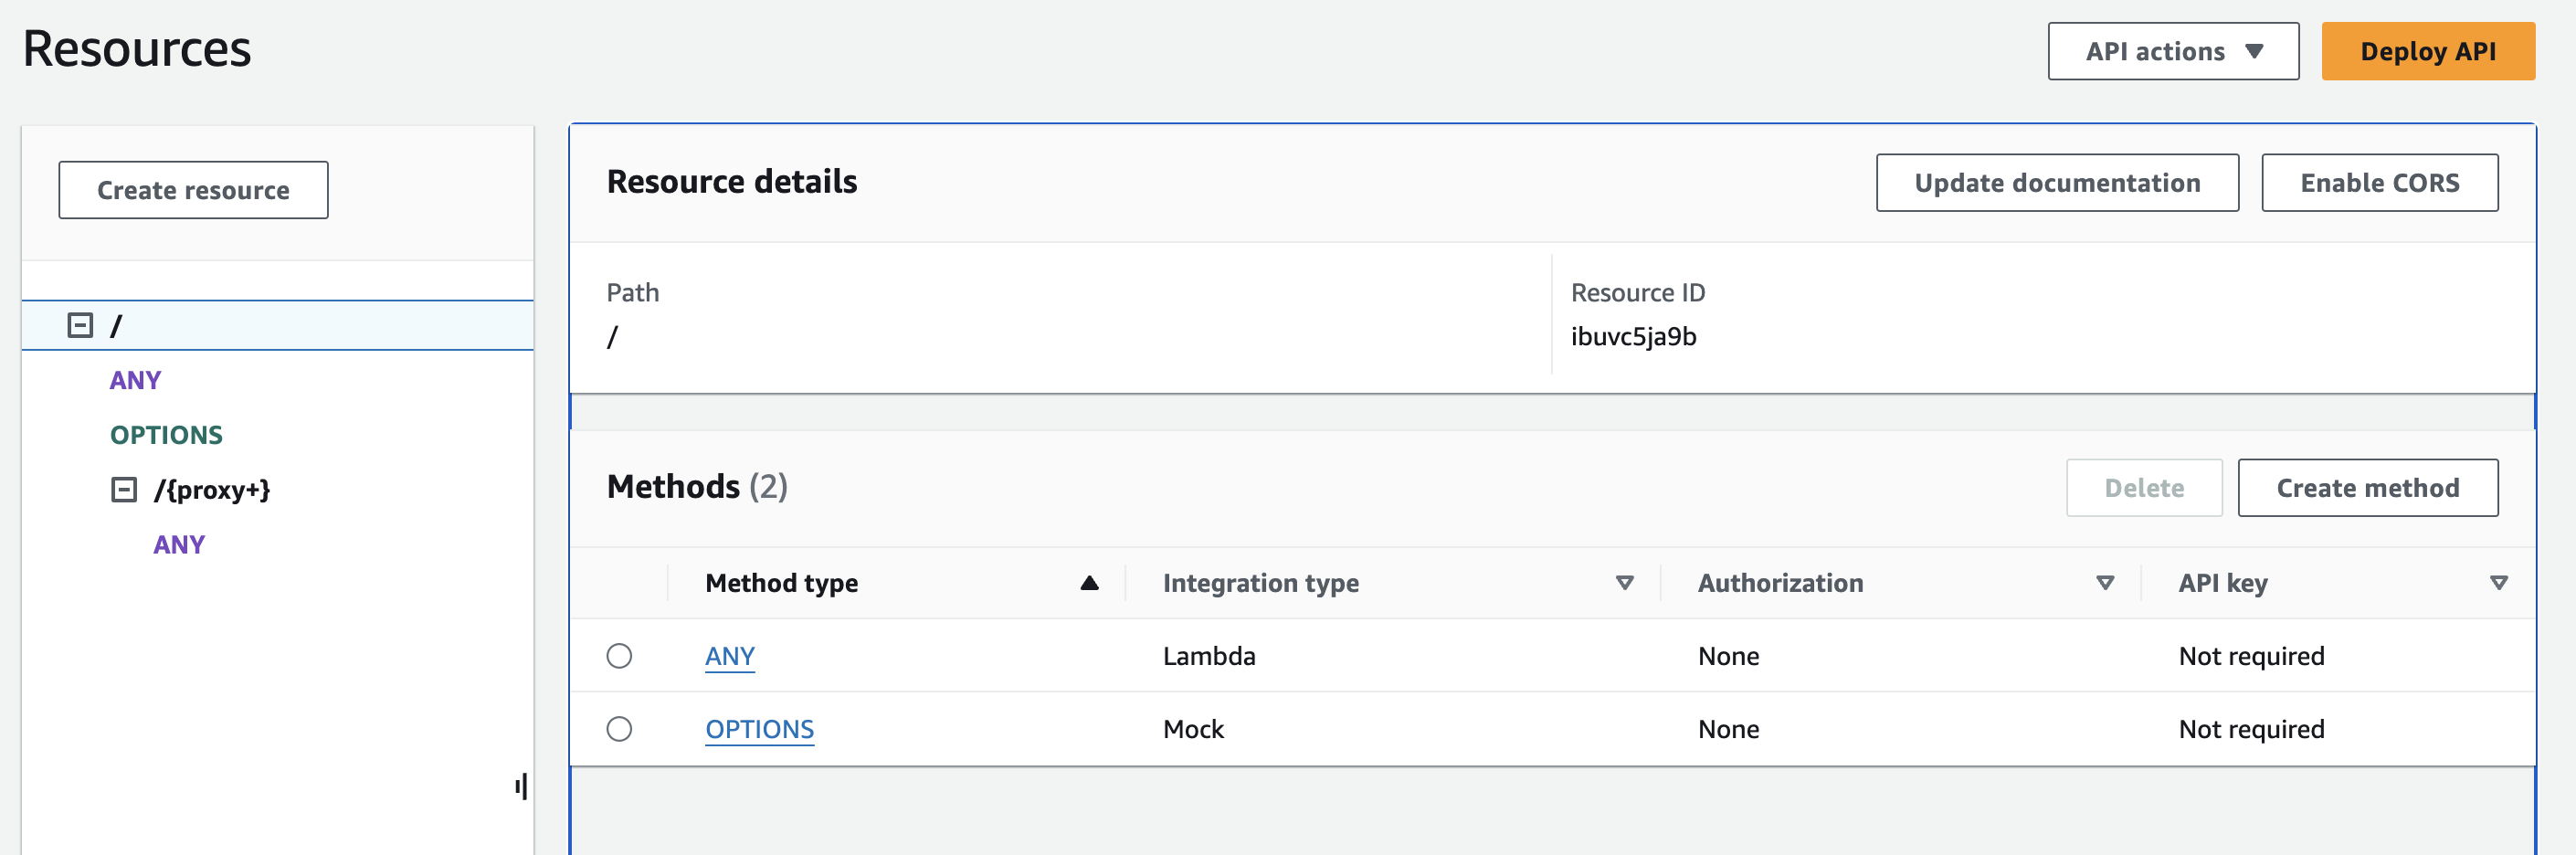 Resources
API actions
Deploy API
Create resource
/
ANY
OPTIONS
/{proxy+}
ANY
Resource details
Update documentation
Enable CORS
Path
/
Resource ID
ibuvc5ja9b
Methods (2)
Delete
Create method
Method type Integration type Authorization API key
ANY Lambda None Not required
OPTIONS Mock None Not required